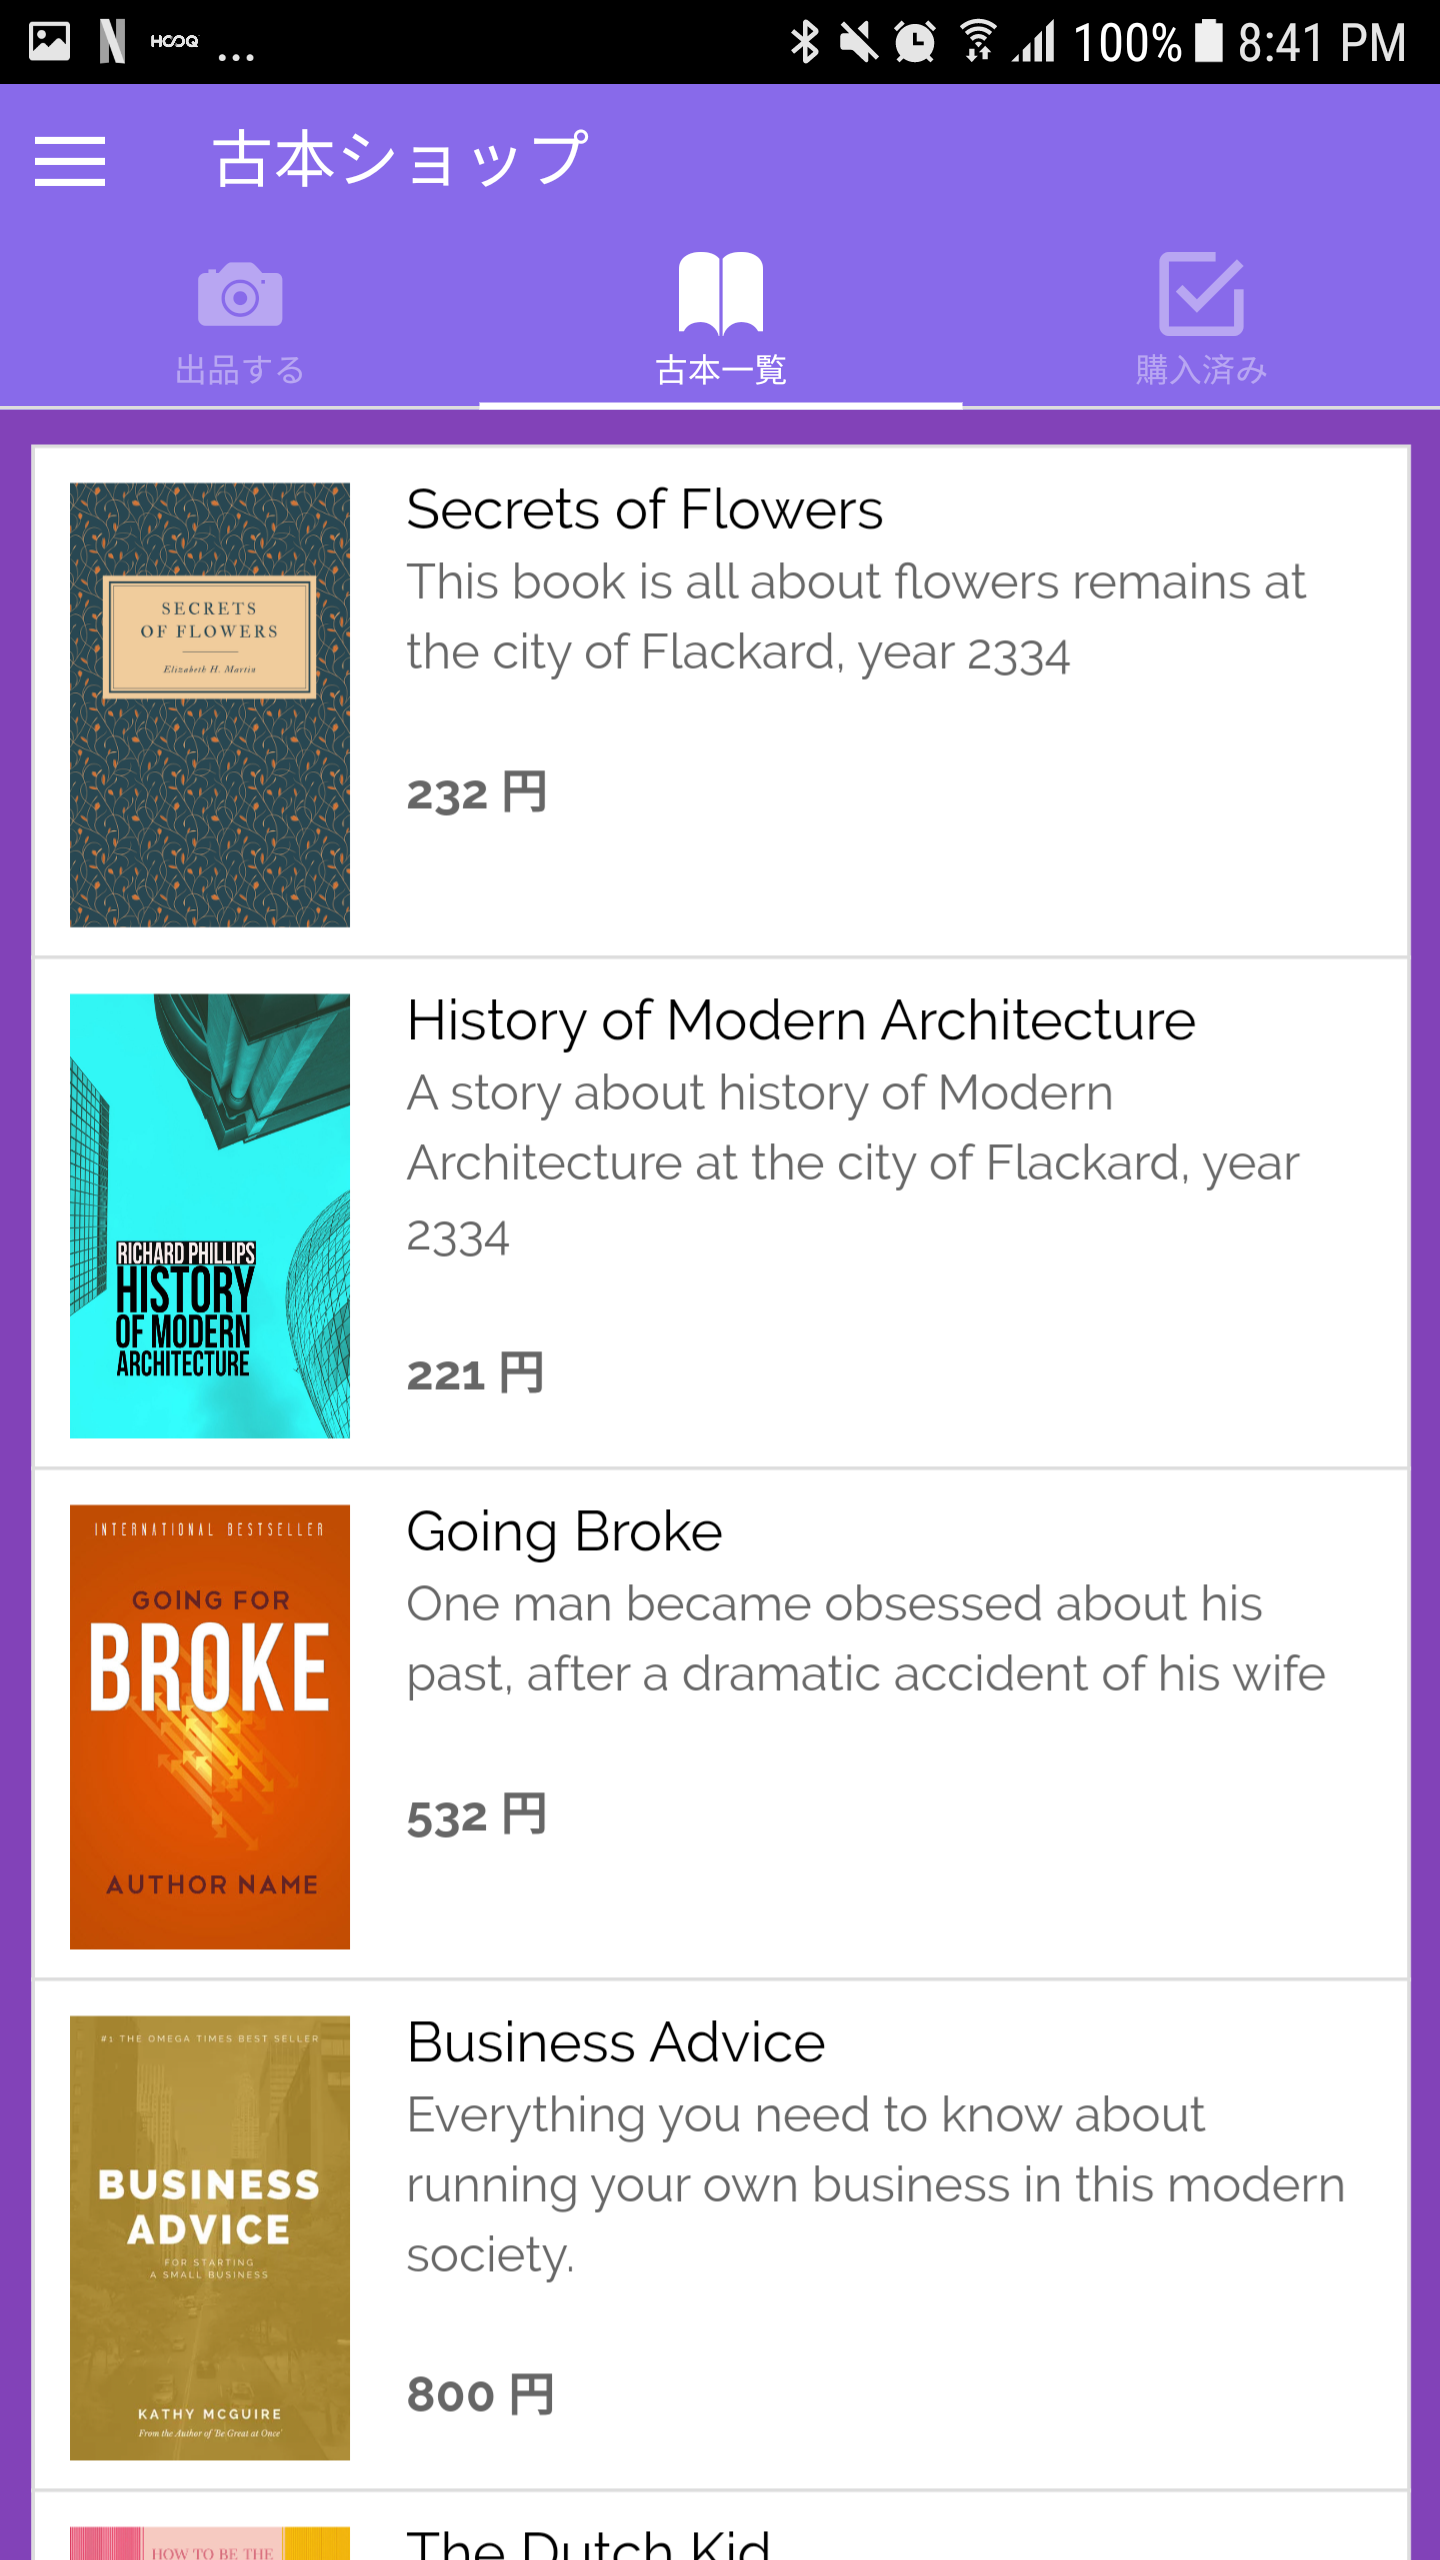 HOOQ ... 100% 8:41 PM
古本ショップ
出品する 古本一覧 購入済み
SECRETS
OF FLOWERS
Elizabeth H. Martin
Secrets of Flowers
This book is all about flowers remains at
the city of Flackard, year 2334
232 円
RICHARD PHILLIPS
HISTORY
OF MODERN
ARCHITECTURE
History of Modern Architecture
A story about history of Modern
Architecture at the city of Flackard, year
2334
221 円
INTERNATIONAL BESTSELLER
GOING FOR
BROKE
AUTHOR NAME
Going Broke
One man became obsessed about his
past, after a dramatic accident of his wife
532 円
#1 THE OMEGA TIMES BEST SELLER
BUSINESS
ADVICE
FOR STARTING
A SMALL BUSINESS
KATHY MCGUIRE
From the Author of 'Be Great at Once'
Business Advice
Everything you need to know about
running your own business in this modern
society.
800 円
HOW TO BE THE
The Dutch Kid